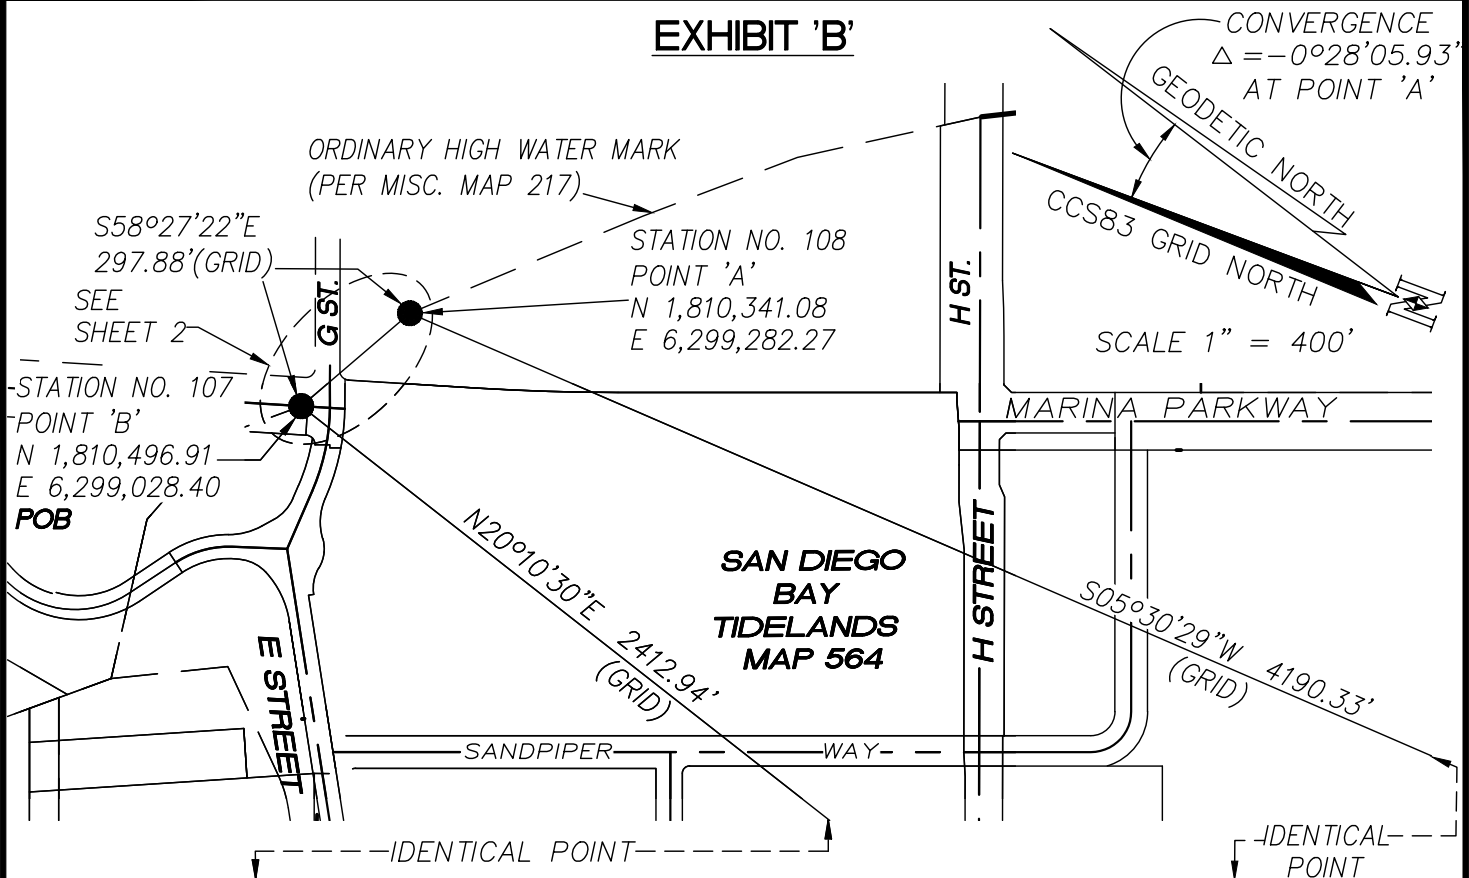 EXHIBIT 'B'
CONVERGENCE
△ =-0°28'05.93"
AT POINT 'A'
GEODETIC NORTH
CCS83 GRID NORTH
N
SCALE 1" = 400'
ORDINARY HIGH WATER MARK
(PER MISC. MAP 217)
S58°27'22"E
297.88'(GRID)
SEE
SHEET 2
G ST.
STATION NO. 108
POINT 'A'
N 1,810,341.08
E 6,299,282.27
H ST.
STATION NO. 107
POINT 'B'
N 1,810,496.91
E 6,299,028.40
POB
MARINA PARKWAY
N20°10'30"E 2412.94'
(GRID)
SAN DIEGO
BAY
TIDELANDS
MAP 564
H STREET
S05°30'29"W 4190.33'
(GRID)
E STREET
SANDPIPER WAY
IDENTICAL POINT
IDENTICAL
POINT